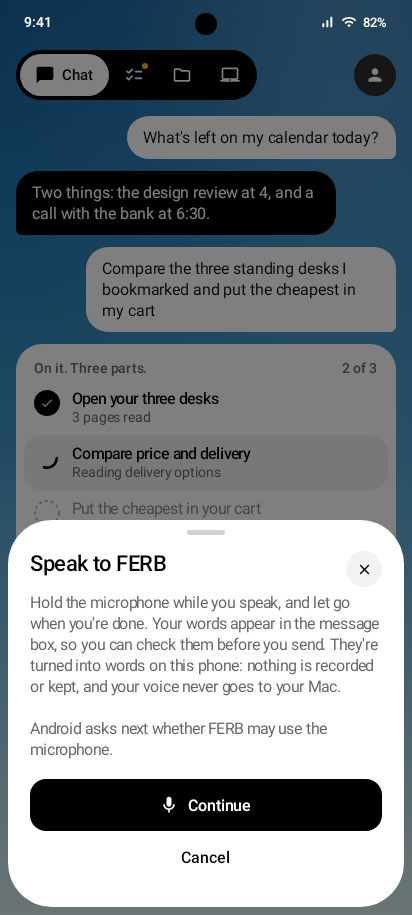 9:41
82%
Chat
What's left on my calendar today?
Two things: the design review at 4, and a
call with the bank at 6:30.
Compare the three standing desks I
bookmarked and put the cheapest in
my cart
On it. Three parts.
2 of 3
Open your three desks
3 pages read
Compare price and delivery
Reading delivery options
Put the cheapest in your cart
Speak to FERB
Hold the microphone while you speak, and let go
when you're done. Your words appear in the message
box, so you can check them before you send. They're
turned into words on this phone: nothing is recorded
or kept, and your voice never goes to your Mac.
Android asks next whether FERB may use the
microphone.
Continue
Cancel